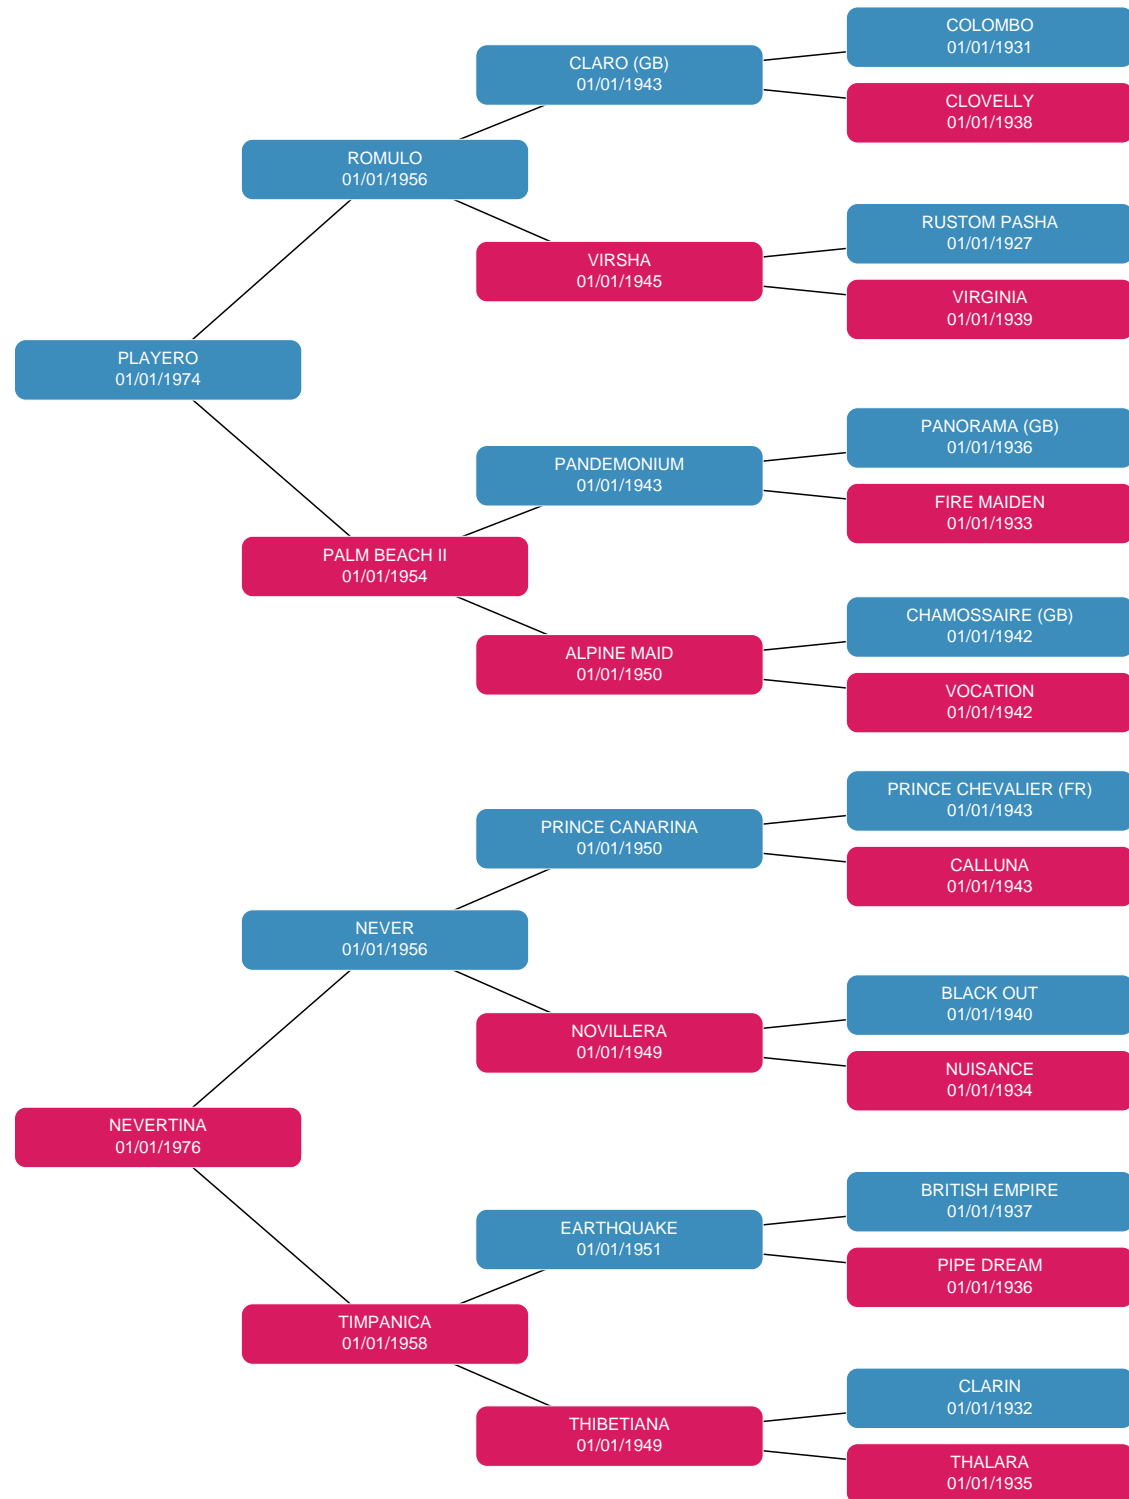 COLOMBO
01/01/1931
CLARO (GB)
01/01/1943
CLOVELLY
01/01/1938
ROMULO
01/01/1956
RUSTOM PASHA
01/01/1927
VIRSHA
01/01/1945
VIRGINIA
01/01/1939
PLAYERO
01/01/1974
PANORAMA (GB)
01/01/1936
PANDEMONIUM
01/01/1943
FIRE MAIDEN
01/01/1933
PALM BEACH II
01/01/1954
CHAMOSSAIRE (GB)
01/01/1942
ALPINE MAID
01/01/1950
VOCATION
01/01/1942
PRINCE CHEVALIER (FR)
01/01/1943
PRINCE CANARINA
01/01/1950
CALLUNA
01/01/1943
NEVER
01/01/1956
BLACK OUT
01/01/1940
NOVILLERA
01/01/1949
NUISANCE
01/01/1934
NEVERTINA
01/01/1976
BRITISH EMPIRE
01/01/1937
EARTHQUAKE
01/01/1951
PIPE DREAM
01/01/1936
TIMPANICA
01/01/1958
CLARIN
01/01/1932
THIBETIANA
01/01/1949
THALARA
01/01/1935